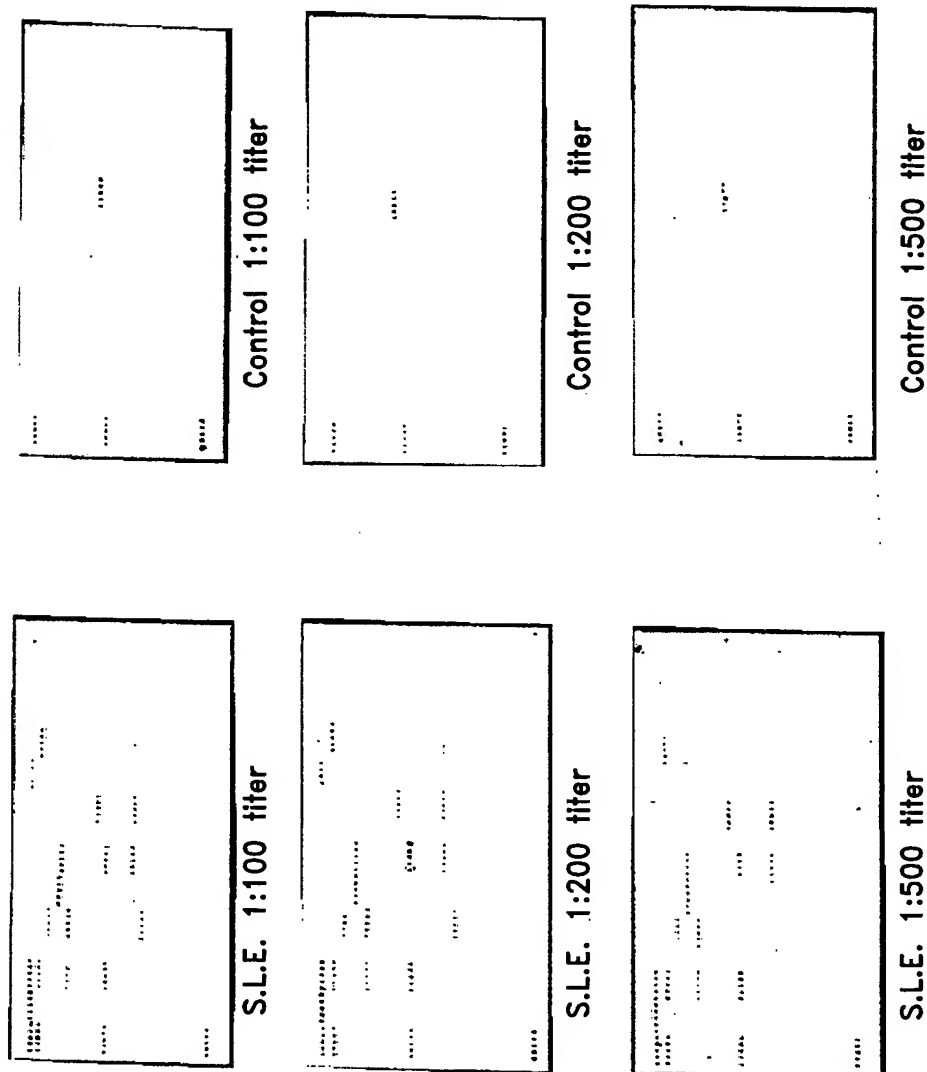 Control 1:100 titer
Control 1:200 titer
Control 1:500 titer
S.L.E. 1:100 titer
S.L.E. 1:200 titer
S.L.E. 1:500 titer